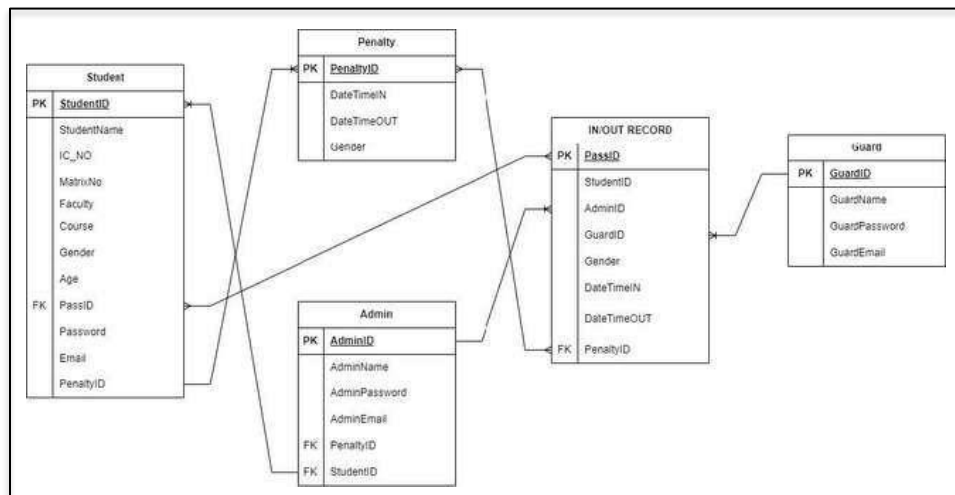 Student
PK StudentID
StudentName
IC_NO
MatrixNo
Faculty
Course
Gender
Age
FK PassID
Password
Email
PenaltyID
Penalty
PK PenaltyID
DateTimeIN
DateTimeOUT
Gender
Admin
PK AdminID
AdminName
AdminPassword
AdminEmail
FK PenaltyID
FK StudentID
IN/OUT RECORD
PK PassID
StudentID
AdminID
GuardID
Gender
DateTimeIN
DateTimeOUT
FK PenaltyID
Guard
PK GuardID
GuardName
GuardPassword
GuardEmail